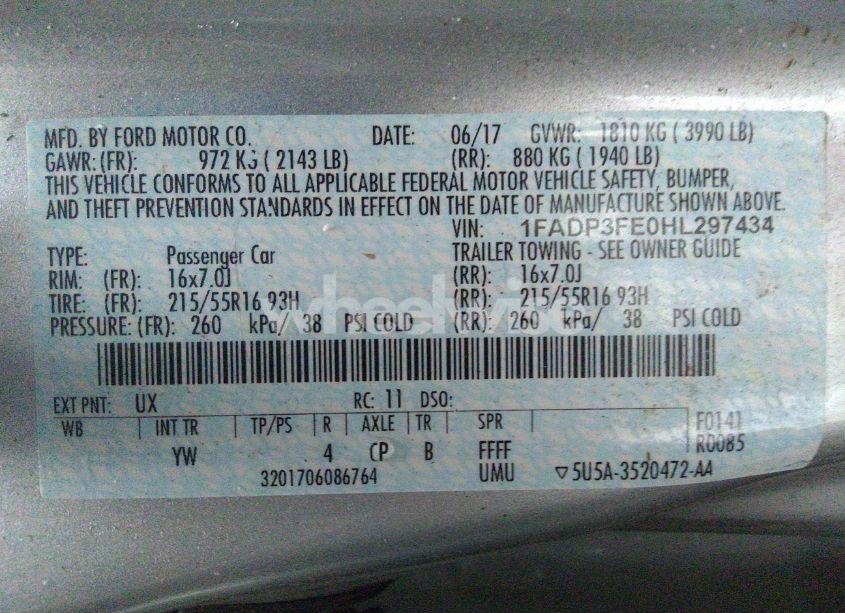 MFD. BY FORD MOTOR CO. DATE: 06/17 GVWR: 1810 KG ( 3990 LB)
GAWR: (FR): 972 KG ( 2143 LB) (RR): 880 KG ( 1940 LB)
THIS VEHICLE CONFORMS TO ALL APPLICABLE FEDERAL MOTOR VEHICLE SAFETY, BUMPER,
AND THEFT PREVENTION STANDARDS IN EFFECT ON THE DATE OF MANUFACTURE SHOWN ABOVE.
VIN: 1FADP3FE0HL297434
TYPE: Passenger Car TRAILER TOWING - SEE OWNER GUIDE
RIM: (FR): 16x7.0J (RR): 16x7.0J
TIRE: (FR): 215/55R16 93H (RR): 215/55R16 93H
PRESSURE: (FR): 260 kPa/ 38 PSI COLD (RR): 260 kPa/ 38 PSI COLD
EXT PNT: UX RC: 11 DSO:
WB INT TR TP/PS R AXLE TR SPR F0141
YW 4 CP B FFFF R0085
3201706086764 UMU ▽5U5A-3520472-AA